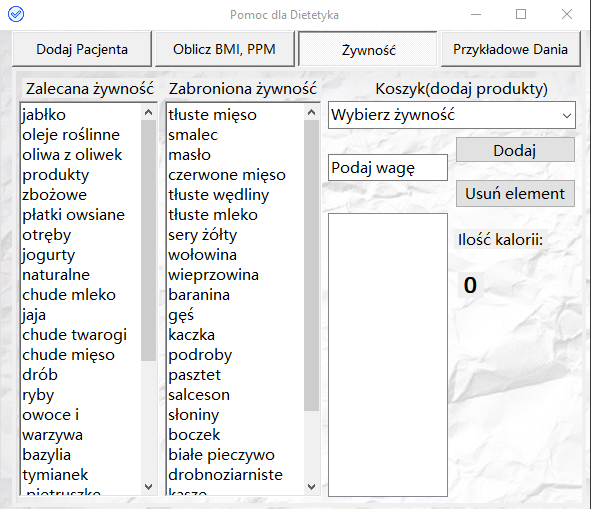 Pomoc dla Dietetyka
Dodaj Pacjenta
Oblicz BMI, PPM
Żywność
Przykładowe Dania
Zalecana żywność
jabłko
oleje roślinne
oliwa z oliwek
produkty
zbożowe
płatki owsiane
otręby
jogurty
naturalne
chude mleko
jaja
chude twarogi
chude mięso
drób
ryby
owoce i
warzywa
bazylia
tymianek
Zabroniona żywność
tłuste mięso
smalec
masło
czerwone mięso
tłuste wędliny
tłuste mleko
sery żółty
wołowina
wieprzowina
baranina
gęś
kaczka
podroby
pasztet
salceson
słoniny
boczek
białe pieczywo
drobnoziarniste
kasze
Koszyk(dodaj produkty)
Wybierz żywność
Podaj wagę
Dodaj
Usuń element
Ilość kalorii:
0